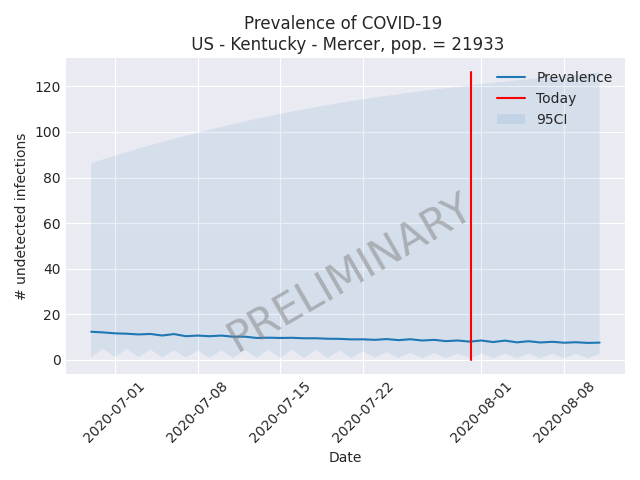 Prevalence of COVID-19
US - Kentucky - Mercer, pop. = 21933
# undetected infections
120
100
80
60
40
20
0
Prevalence
Today
95CI
PRELIMINARY
2020-07-01
2020-07-08
2020-07-15
2020-07-22
2020-08-01
2020-08-08
Date